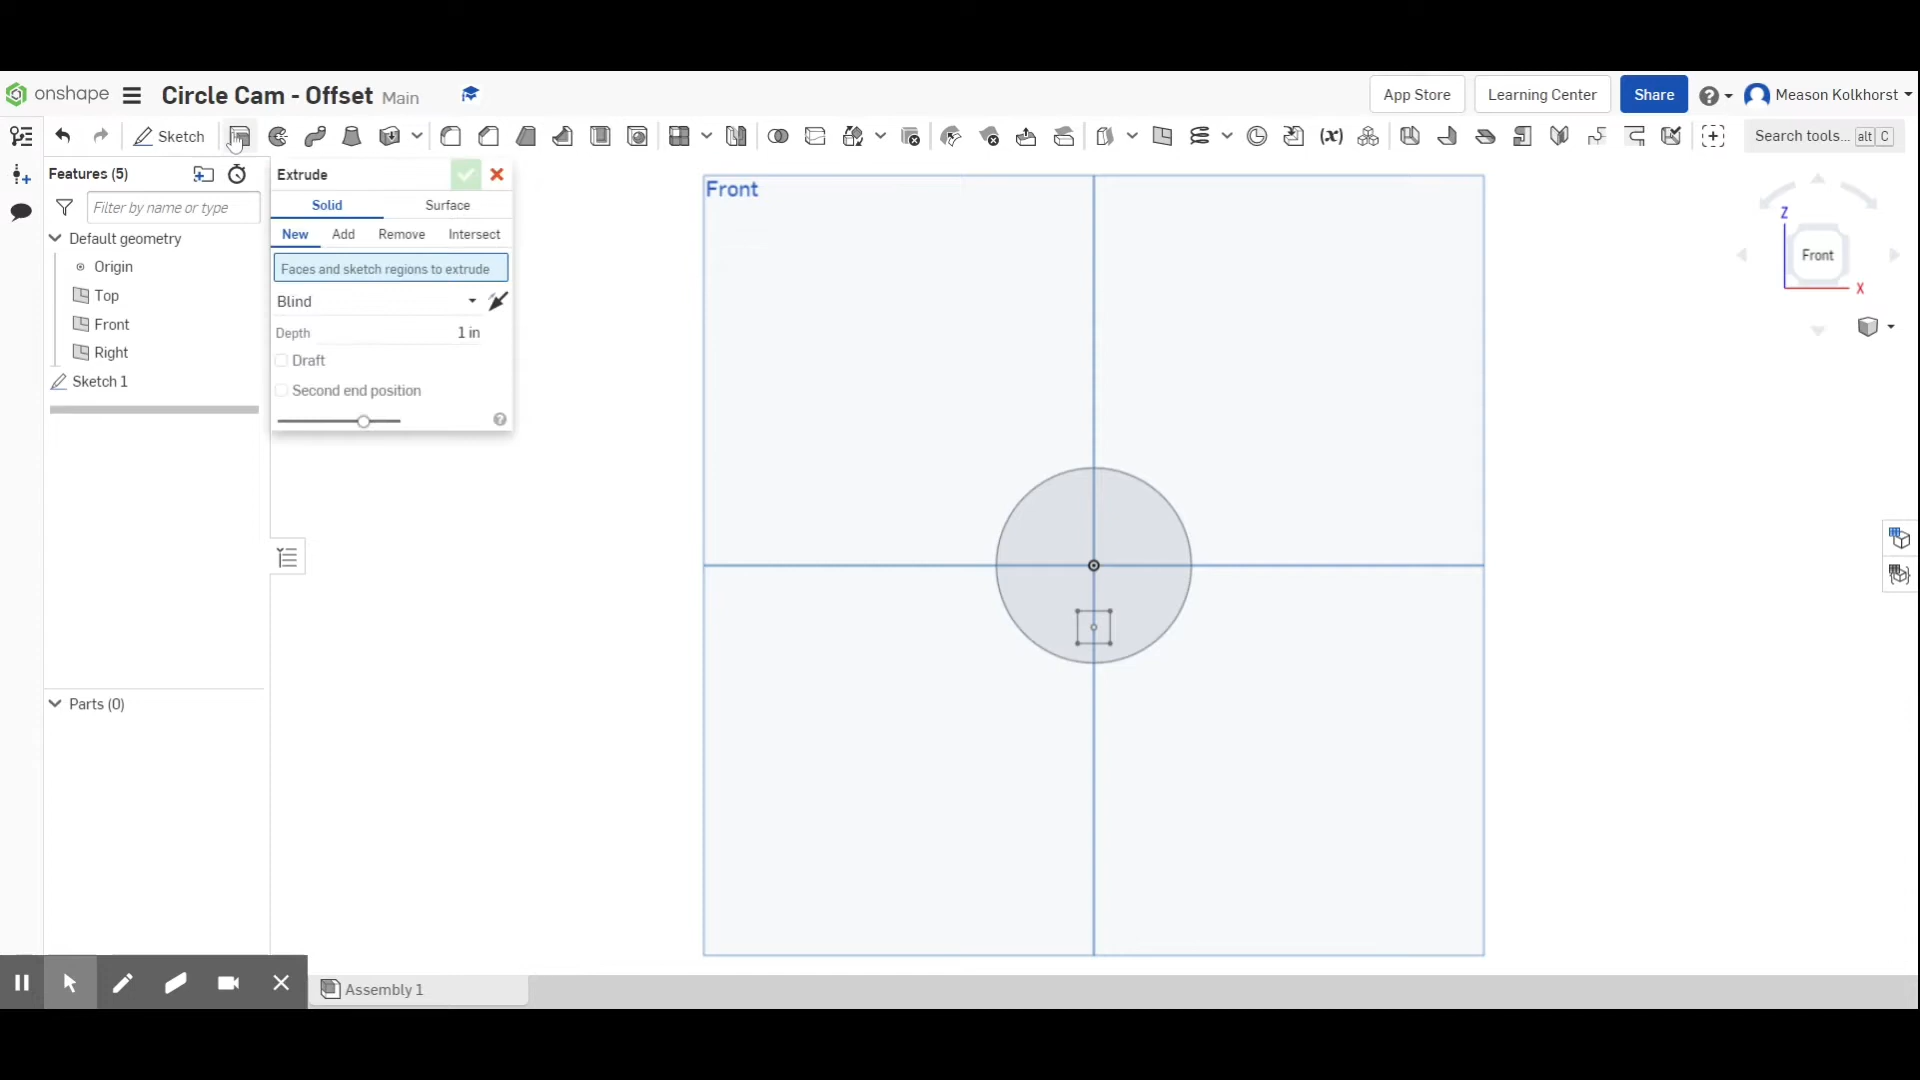 onshape
Circle Cam - Offset Main
App Store
Learning Center
Share
Measson Kolkhorst
Sketch
(x)
Search tools... alt C
Features (5)
Filter by name or type
Default geometry
Origin
Top
Front
Right
Sketch 1
Parts (0)
Extrude
Solid Surface
New Add Remove Intersect
Faces and sketch regions to extrude
Blind
Depth 1 in
Draft
Second end position
Front
Z
Front
X
Assembly 1